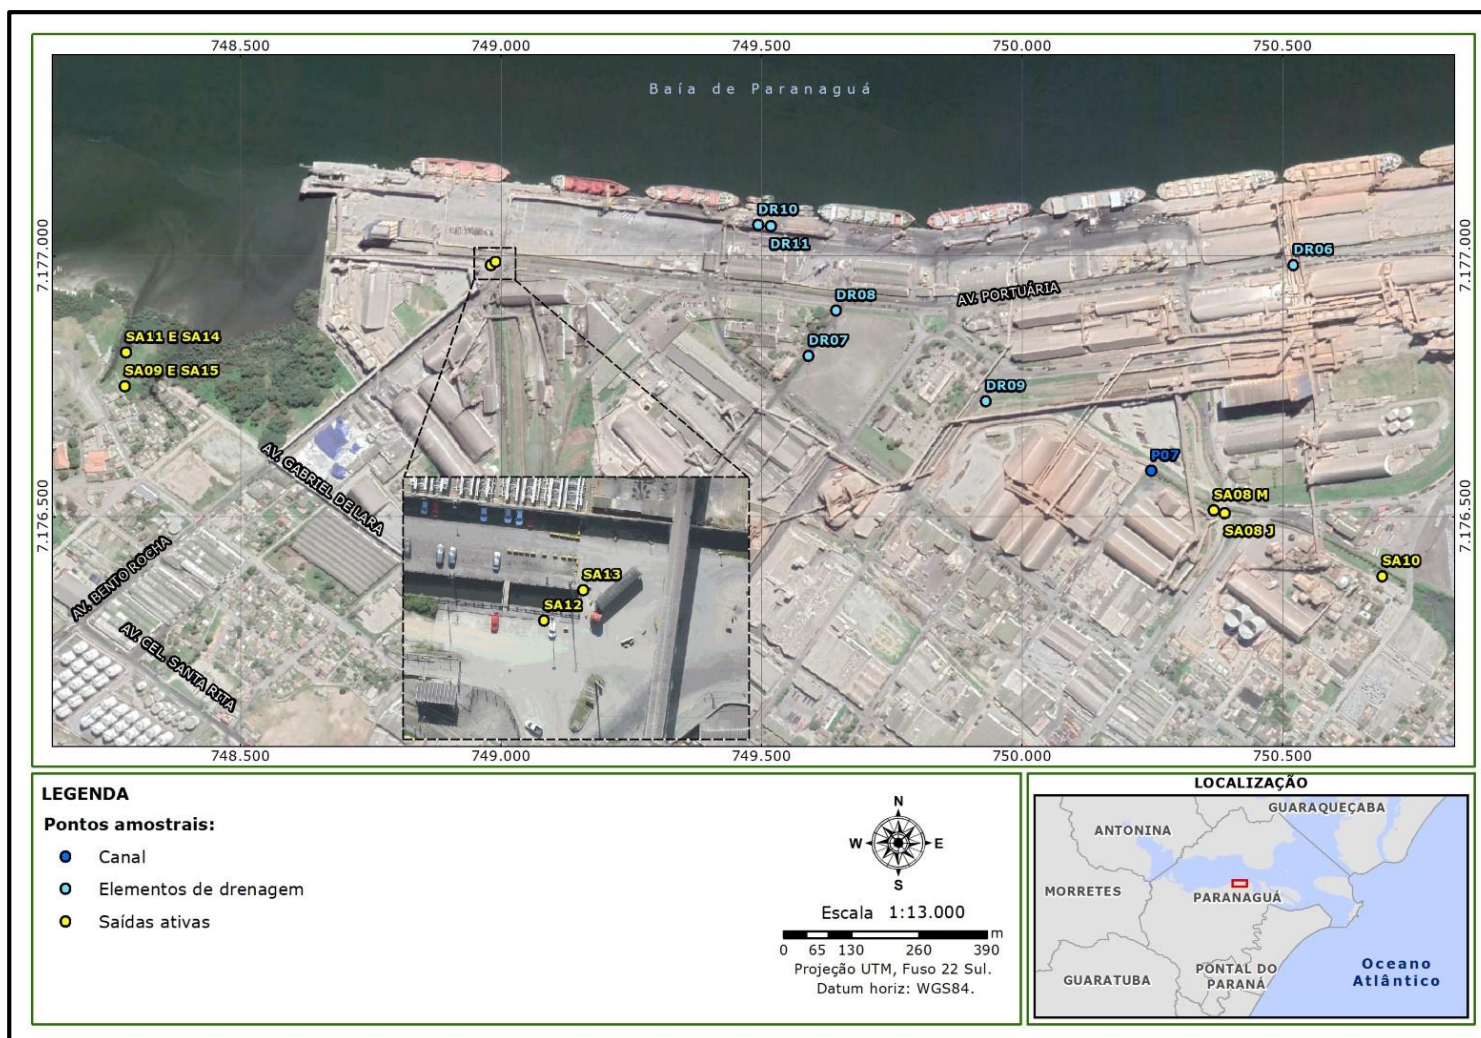 748.500 749.000 749.500 750.000 750.500
Baía de Paranaguá
7.177.000
7.177.000
DR10
DR11
DR06
DR08
AV. PORTUÁRIA
SA11 E SA14
DR07
SA09 E SA15
DR09
AV. GABRIEL DE LARA
P07
SA08 M
SA08 J
7.176.500
7.176.500
AV. BENTO ROCHA
SA13
SA10
SA12
AV. CEL. SANTA RITA
748.500 749.000 749.500 750.000 750.500
LEGENDA
Pontos amostrais:
Canal
Elementos de drenagem
Saídas ativas
N
W E
S
Escala 1:13.000
m
0 65 130 260 390
Projeção UTM, Fuso 22 Sul.
Datum horiz: WGS84.
LOCALIZAÇÃO
GUARAQUEÇABA
ANTONINA
MORRETES
PARANAGUÁ
GUARATUBA
PONTAL DO
PARANÁ
Oceano
Atlântico